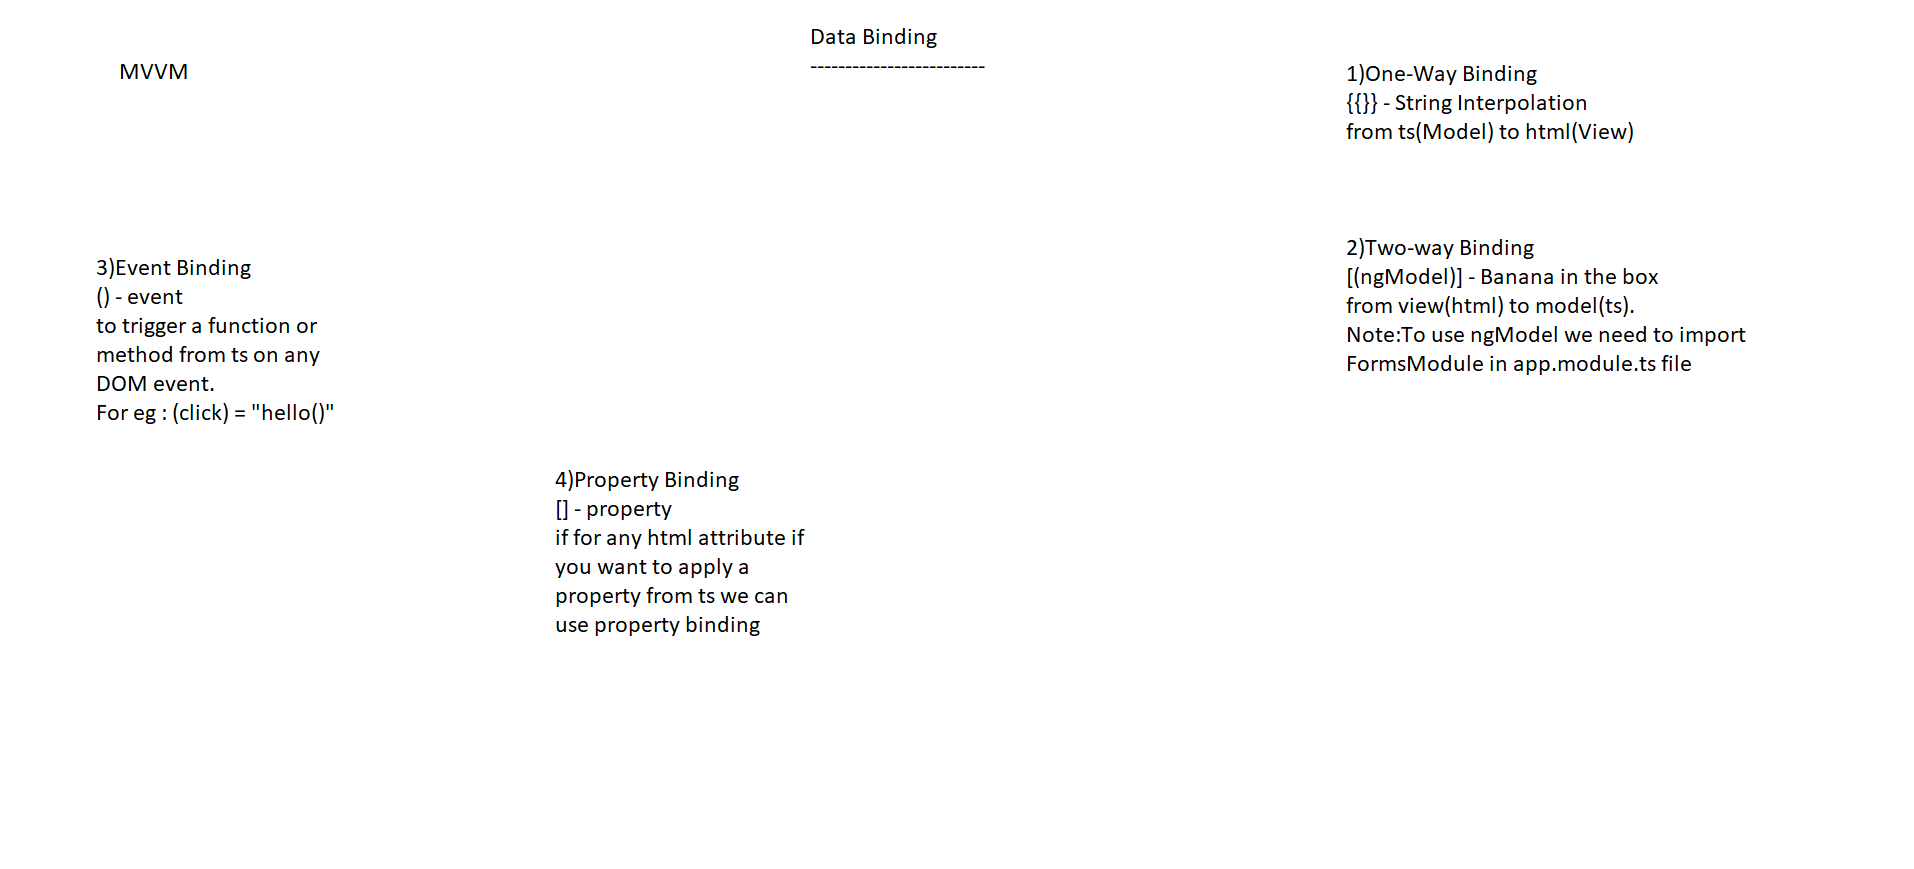 Data Binding
-------------------------
MVVM
1)One-Way Binding
{{}} - String Interpolation
from ts(Model) to html(View)
2)Two-way Binding
[(ngModel)] - Banana in the box
from view(html) to model(ts).
Note:To use ngModel we need to import
FormsModule in app.module.ts file
3)Event Binding
() - event
to trigger a function or
method from ts on any
DOM event.
For eg : (click) = "hello()"
4)Property Binding
[] - property
if for any html attribute if
you want to apply a
property from ts we can
use property binding